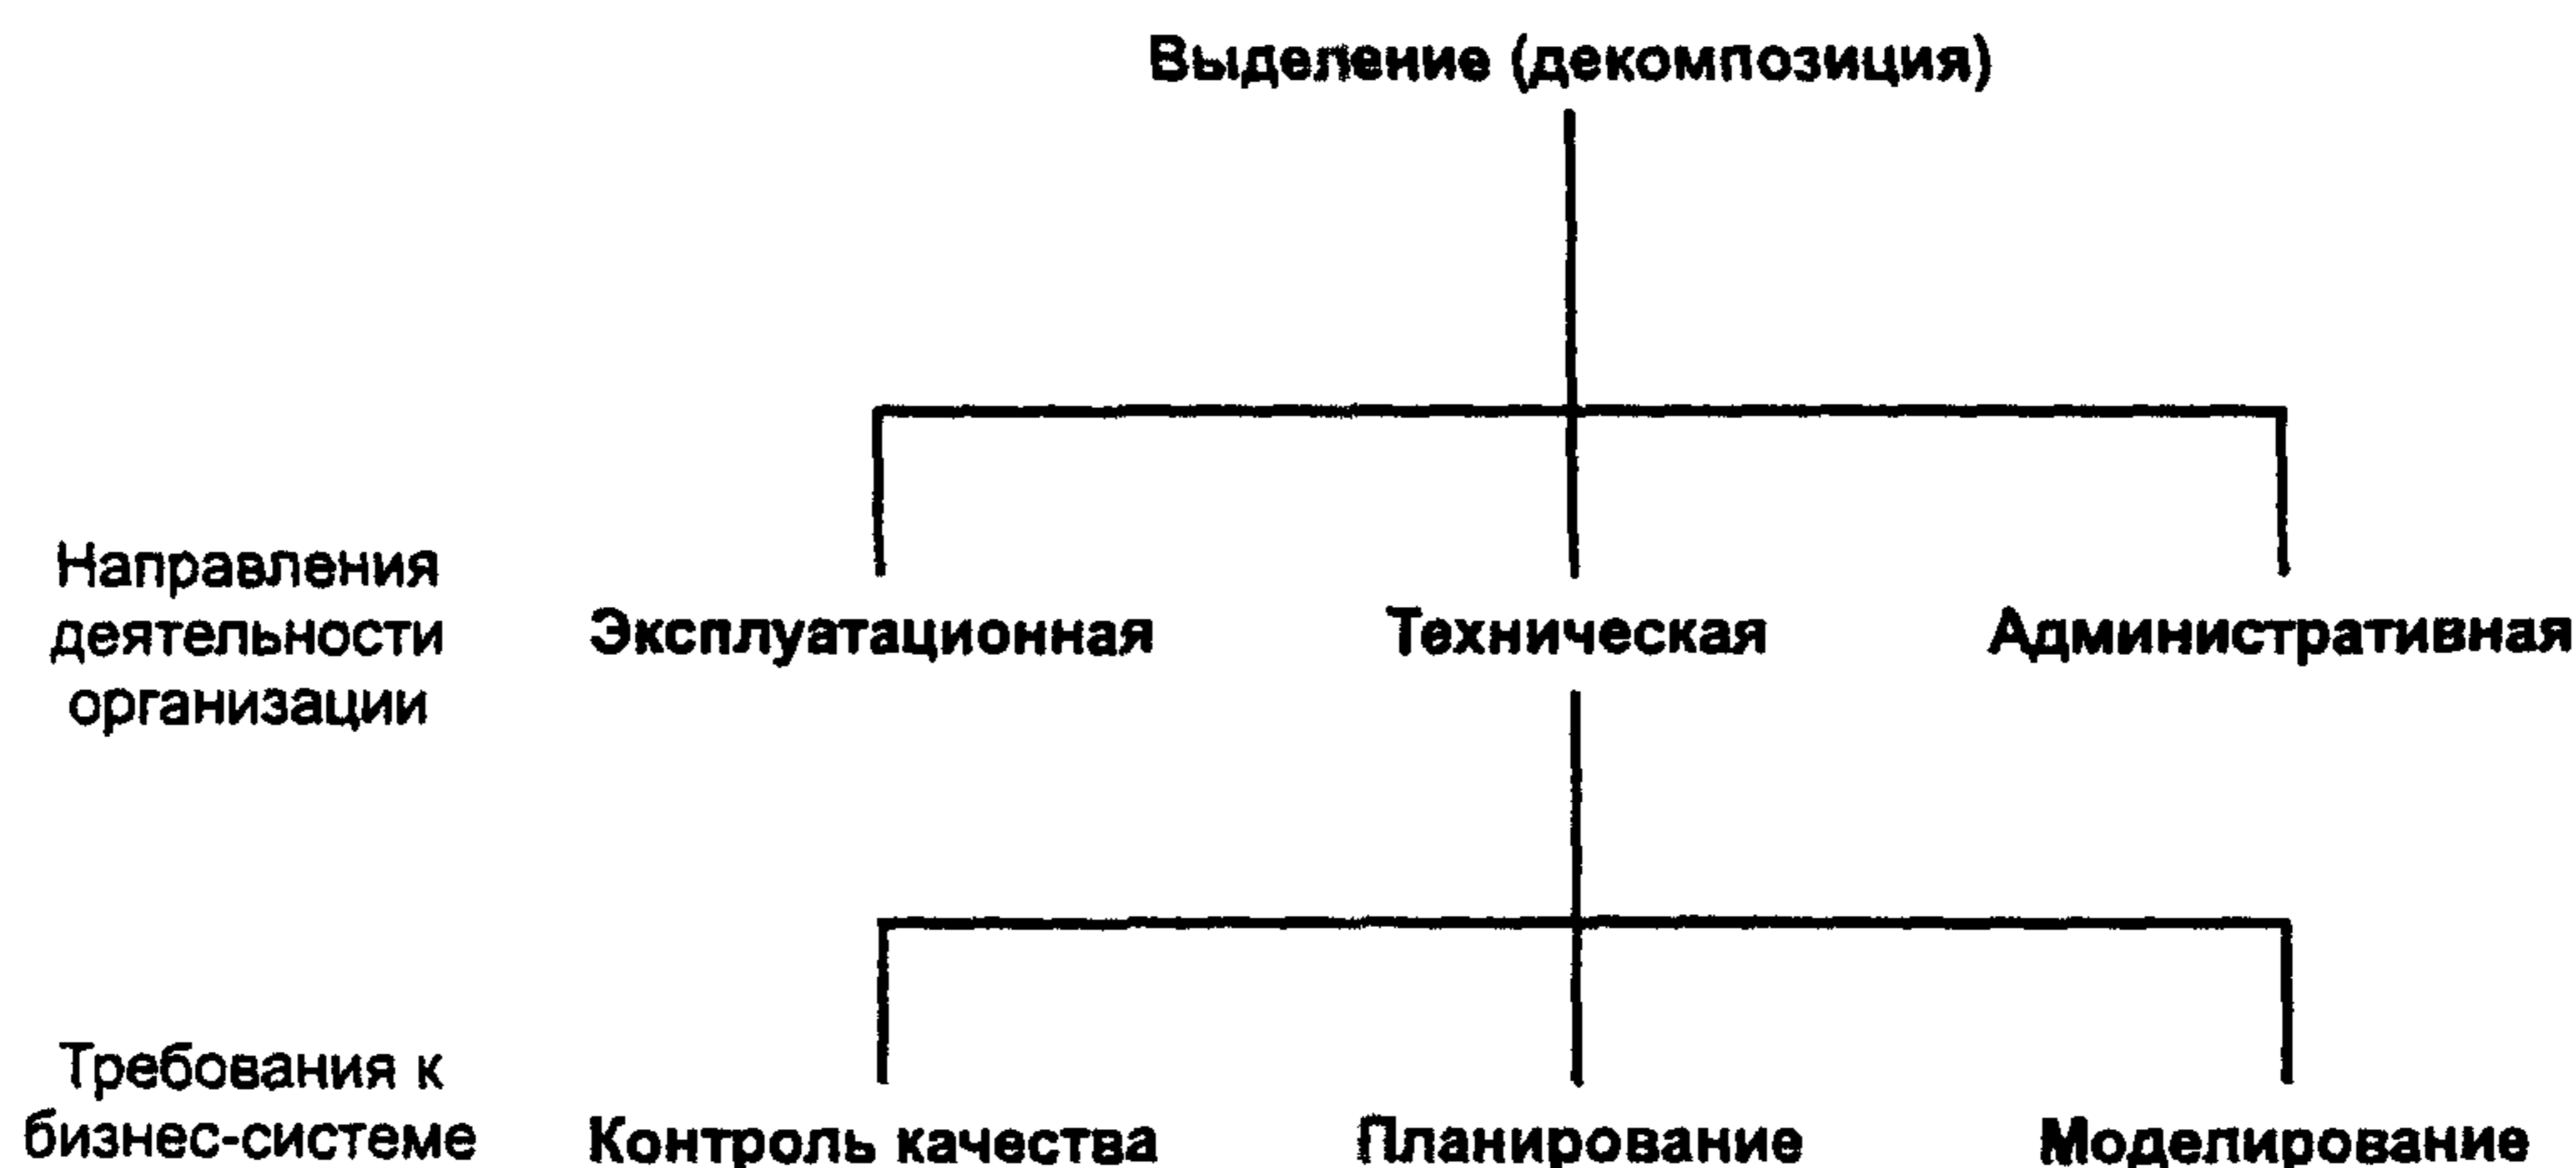 Выделение (декомпозиция)
Направления
деятельности
организации
Эксплуатационная
Техническая
Административная
Требования к
бизнес-системе
Контроль качества
Планирование
Моделирование